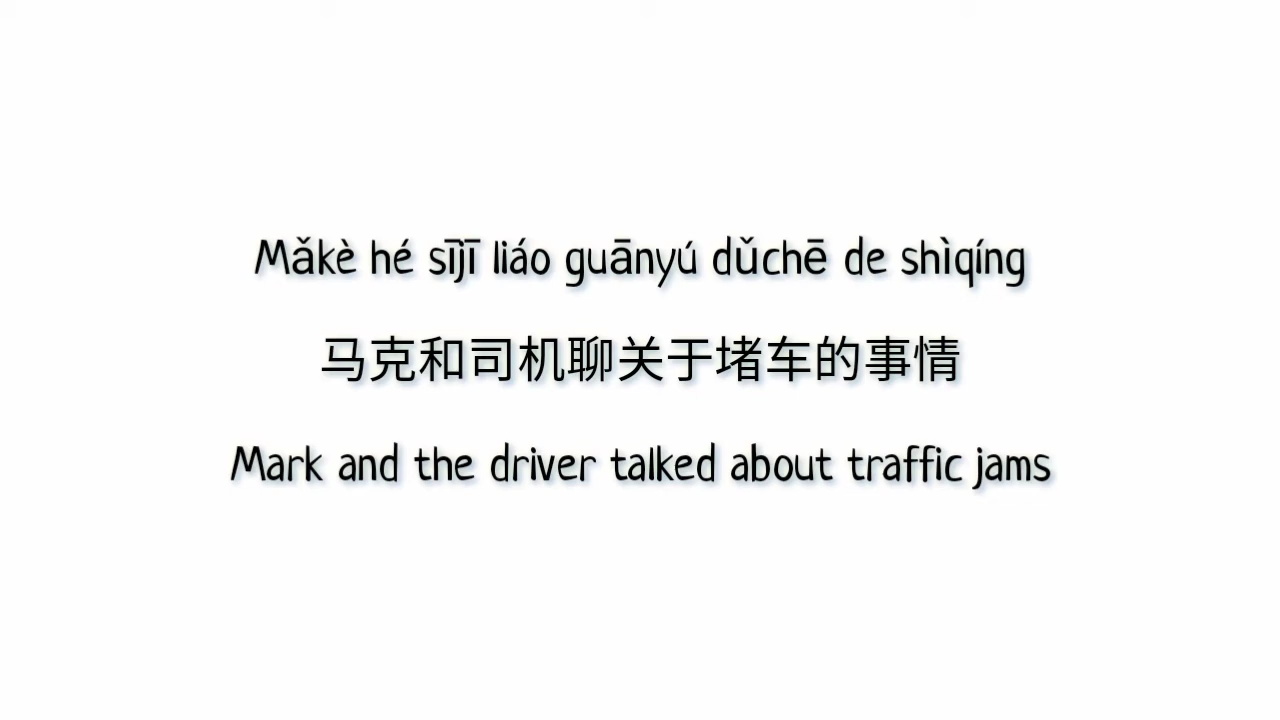 Mǎkè hé sījī liáo guānyú dǔchē de shìqíng
马克和司机聊关于堵车的事情
Mark and the driver talked about traffic jams